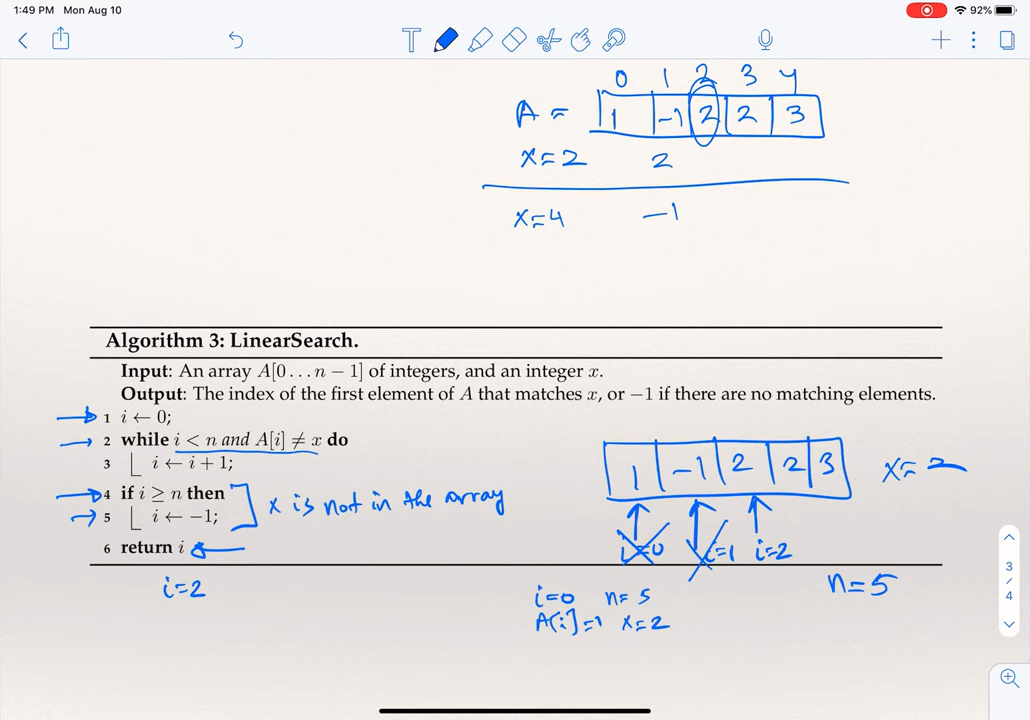 1:49 PM Mon Aug 10
92%
T
0 1 2 3 4
A = 1 -1 2 2 3
x=2 2
x=4 -1
Algorithm 3: LinearSearch.
Input: An array A[0…n − 1] of integers, and an integer x.
Output: The index of the first element of A that matches x, or −1 if there are no matching elements.
1 i ← 0;
2 while i < n and A[i] ≠ x do
3 i ← i + 1;
4 if i ≥ n then
5 i ← −1;
x is not in the array
6 return i
i=2
1 -1 2 2 3
x=2
i=0 i=1 i=2
n=5
i=0 n=5
A[i]=1 x=2
3
/
4